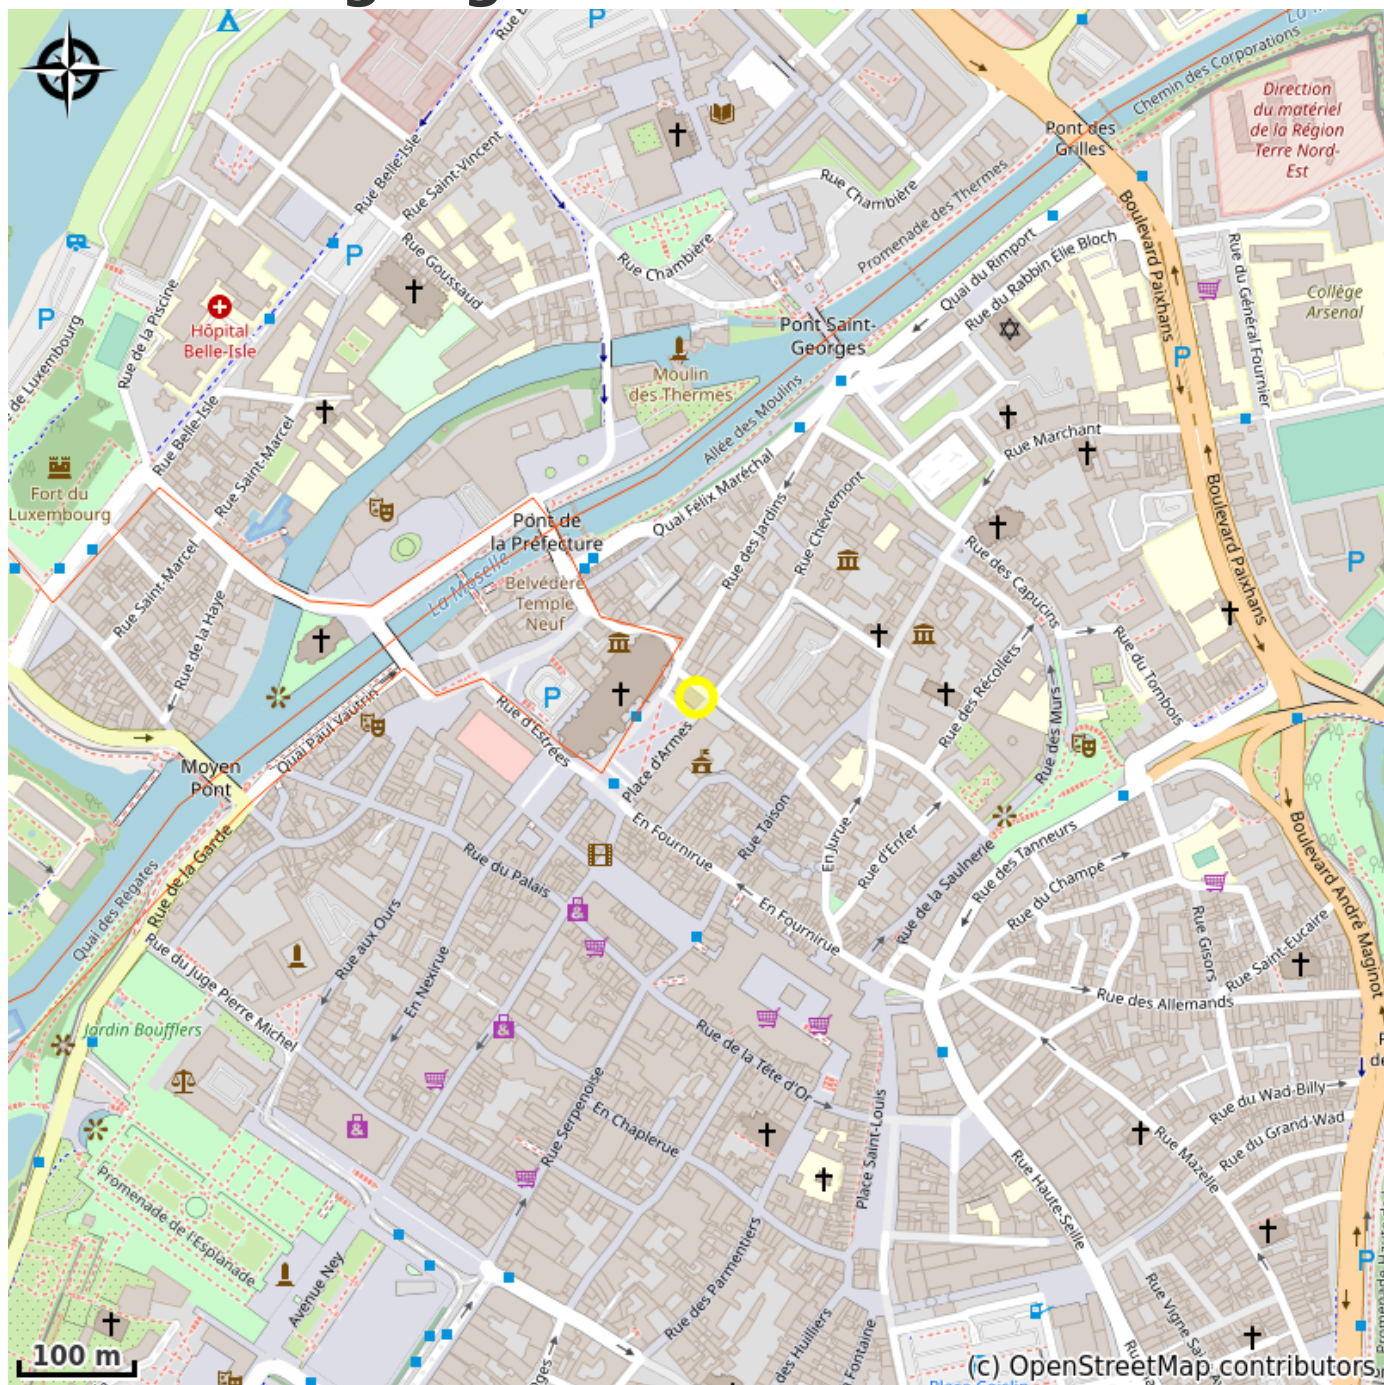 Rue Belle-Isle
Rue Saint-Vincent
Rue Goussaud
Rue Chambière
Rue Chambière
Promenade des Thermes
Chemin des Corporations
Pont des
Grilles
Direction
du matériel
de la Région
Terre Nord-
Est
Quai du Rimport
Rue du Rabbin Élie Bloch
Boulevard Paixhans
Rue du Général Fournier
Collège
Arsenal
P
P
P
P
Rue de la Piscine
Hôpital
Belle-Isle
de Luxembourg
Pont Saint-
Georges
Moulin
des Thermes
Allée des Moulins
Rue Belle-Isle
Rue Saint-Marcel
Rue Marchant
Fort du
Luxembourg
Quai Félix Maréchal
Rue des Jardins
Rue Chèvremont
Boulevard Paixhans
Pont de
la Préfecture
La Moselle
Belvédère
Temple
Neuf
Rue Saint-Marcel
Rue de la Haye
Rue des Capucins
P
Rue du Tombois
Rue des Récollets
Rue des Murs
P
Rue d'Estrées
Quai Paul Vautrin
Place d'Armes
Moyen
Pont
Rue Taison
En Fournirue
En Jurue
Rue d'Enfer
Rue des Tanneurs
Rue de la Saulnerie
Rue du Champé
Boulevard André Maginot
Rue de la Garde
Quai des Régates
Rue du Palais
Rue aux Ours
En Nexirue
En Fournirue
Rue Gisors
Rue Saint-Eucaire
Rue des Allemands
Rue du Juge Pierre Michel
Jardin Boufflers
Rue de la Tête d'Or
Rue Serpenoise
En Chaplerue
Place Saint-Louis
Rue du Wad-Billy
Rue du Grand-Wad
Rue Mazelle
Rue Haute-Seille
Promenade de l'Esplanade
Avenue Ney
Rue des Parmentiers
des Huilliers
Fontaine
Rue Vigne
P
100 m
(c) OpenStreetMap contributors